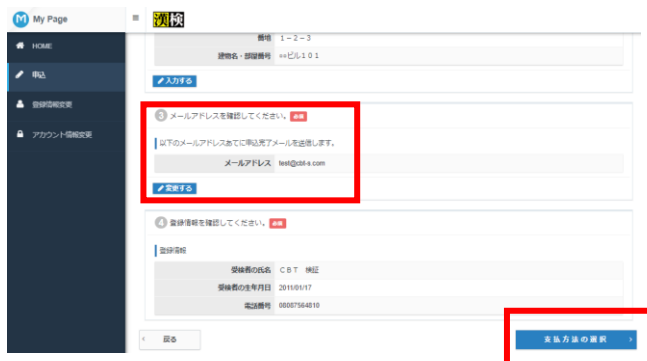 My Page
漢検
HOME
申込
登録情報変更
アカウント情報変更
番地 1-2-3
建物名・部屋番号 **ビル101
入力する
3 メールアドレスを確認してください。 必須
以下のメールアドレスあてに申込完了メールを送信します。
メールアドレス test@cbt-s.com
変更する
4 登録情報を確認してください。 必須
登録情報
受検者の氏名 CBT 検証
受検者の生年月日 2011/01/17
電話番号 08087564810
戻る
支払方法の選択